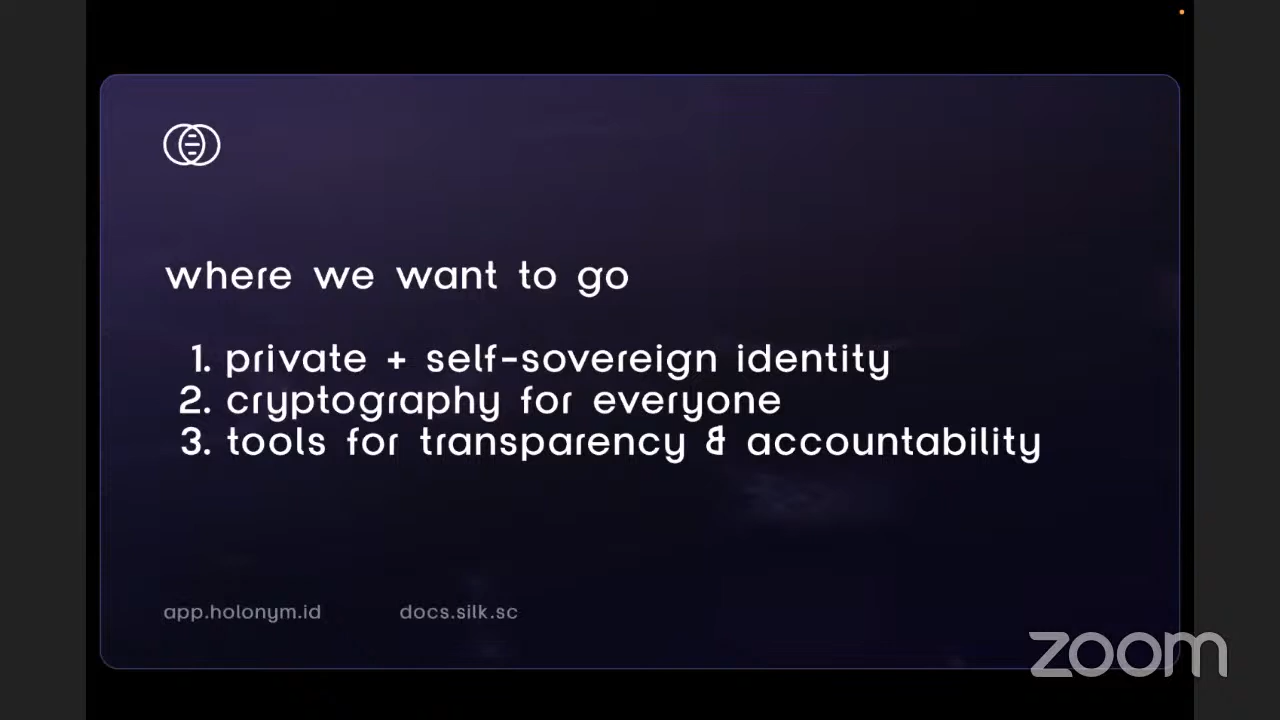 where we want to go
1. private + self-sovereign identity
2. cryptography for everyone
3. tools for transparency & accountability
app.holonym.id docs.silk.sc
zoom